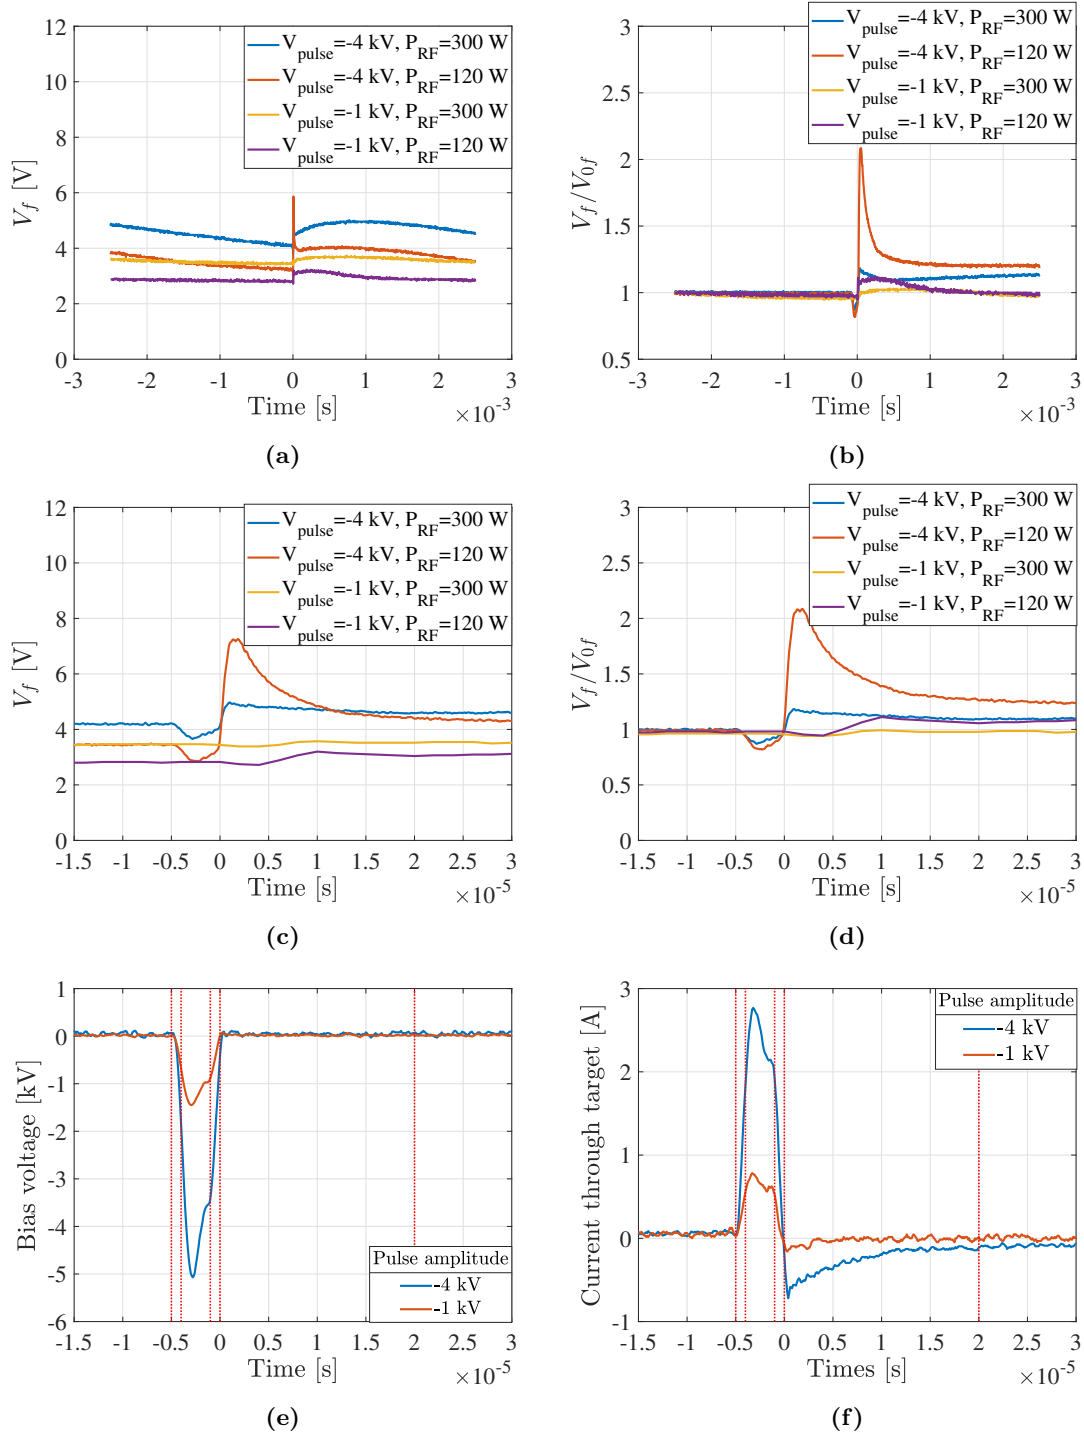 12
10
8
6
4
2
0
V_f [V]
V_pulse=-4 kV, P_RF=300 W
V_pulse=-4 kV, P_RF=120 W
V_pulse=-1 kV, P_RF=300 W
V_pulse=-1 kV, P_RF=120 W
-3 -2 -1 0 1 2 3
Time [s] ×10^-3
(a)
3
2.5
2
1.5
1
0.5
V_f/V_0f
V_pulse=-4 kV, P_RF=300 W
V_pulse=-4 kV, P_RF=120 W
V_pulse=-1 kV, P_RF=300 W
V_pulse=-1 kV, P_RF=120 W
-3 -2 -1 0 1 2 3
Time [s] ×10^-3
(b)
12
10
8
6
4
2
0
V_f [V]
V_pulse=-4 kV, P_RF=300 W
V_pulse=-4 kV, P_RF=120 W
V_pulse=-1 kV, P_RF=300 W
V_pulse=-1 kV, P_RF=120 W
-1.5 -1 -0.5 0 0.5 1 1.5 2 2.5 3
Time [s] ×10^-5
(c)
3
2.5
2
1.5
1
0.5
0
V_f/V_0f
V_pulse=-4 kV, P_RF=300 W
V_pulse=-4 kV, P_RF=120 W
V_pulse=-1 kV, P_RF=300 W
V_pulse=-1 kV, P_RF=120 W
-1.5 -1 -0.5 0 0.5 1 1.5 2 2.5 3
Time [s] ×10^-5
(d)
1
0
-1
-2
-3
-4
-5
-6
Bias voltage [kV]
Pulse amplitude
-4 kV
-1 kV
-1.5 -1 -0.5 0 0.5 1 1.5 2 2.5 3
Time [s] ×10^-5
(e)
3
2
1
0
-1
Current through target [A]
Pulse amplitude
-4 kV
-1 kV
-1.5 -1 -0.5 0 0.5 1 1.5 2 2.5 3
Times [s] ×10^-5
(f)